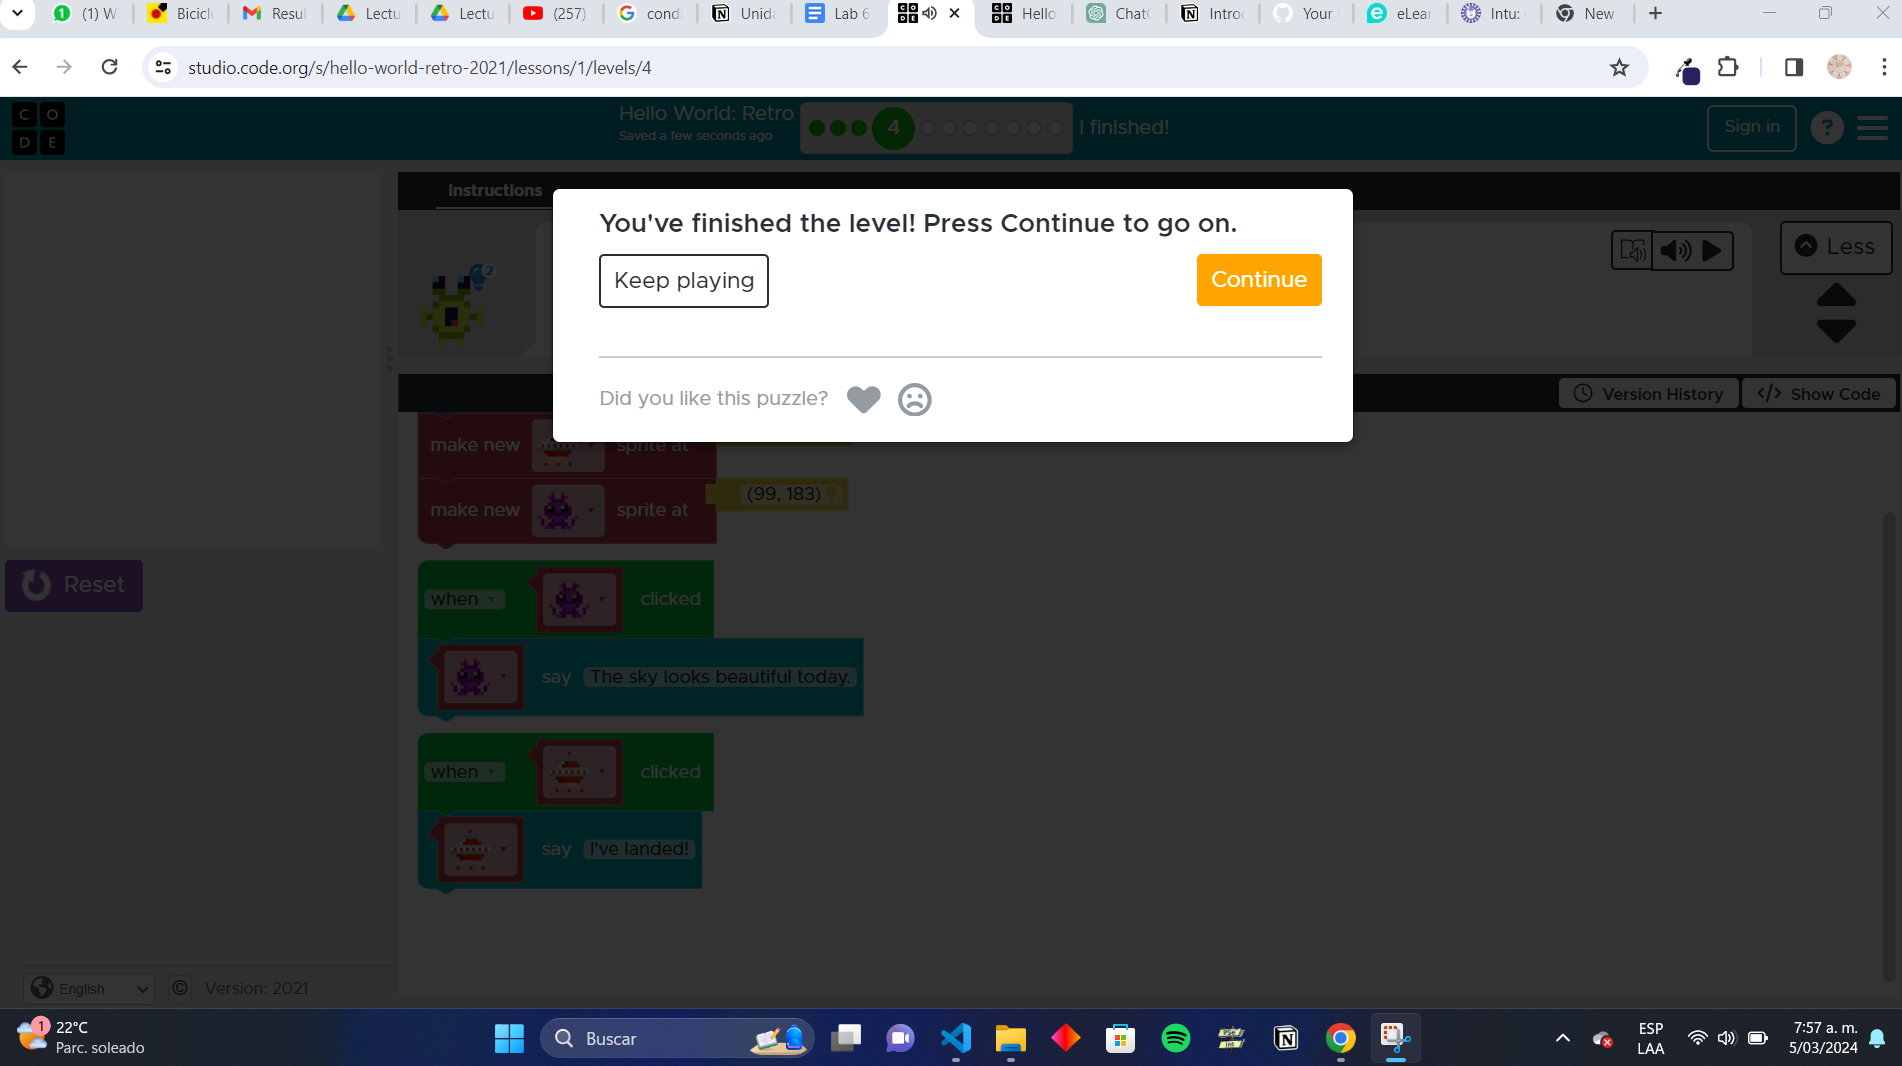 (1) W
Bicicl
Resul
Lectu
Lectu
(257)
condi
Unida
Lab 6
Hello
Chat
Introd
Your
eLear
Intu:
New
studio.code.org/s/hello-world-retro-2021/lessons/1/levels/4
C O
D E
Hello World: Retro
Saved a few seconds ago
4
I finished!
Sign in
?
Instructions
You've finished the level! Press Continue to go on.
Keep playing
Continue
Less
2
Did you like this puzzle?
Version History
</> Show Code
make new sprite at
make new sprite at (99, 183)
Reset
when clicked
say The sky looks beautiful today.
when clicked
say I've landed!
English
© Version: 2021
1
22°C
Parc. soleado
Buscar
ESP
LAA
7:57 a. m.
5/03/2024